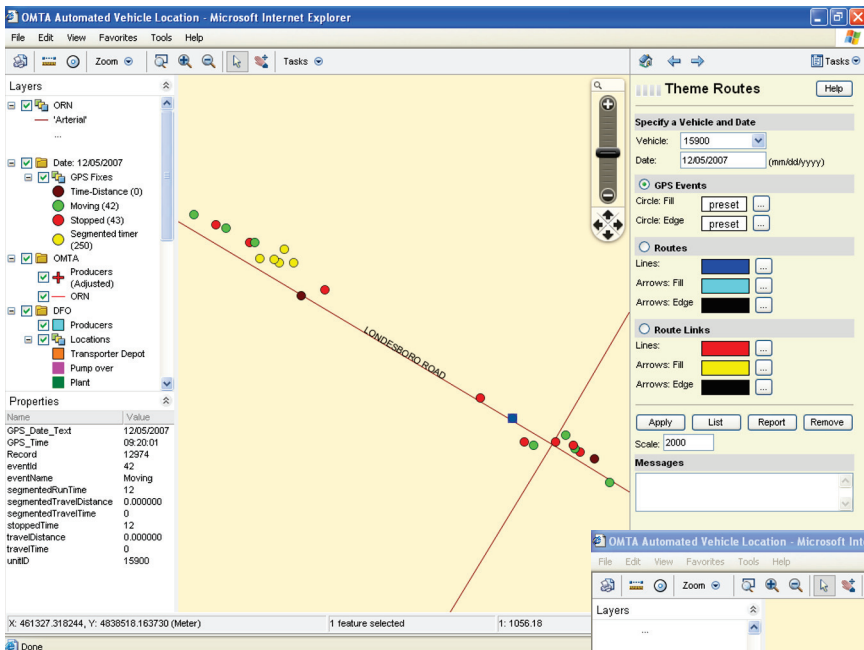 OMTA Automated Vehicle Location - Microsoft Internet Explorer
File Edit View Favorites Tools Help
Zoom Tasks
Tasks
Layers
ORN
'Arterial'
...
Date: 12/05/2007
GPS Fixes
Time-Distance (0)
Moving (42)
Stopped (43)
Segmented timer
(250)
OMTA
Producers
(Adjusted)
ORN
DFO
Producers
Locations
Transporter Depot
Pump over
Plant
Properties
Name Value
GPS_Date_Text 12/05/2007
GPS_Time 09:20:01
Record 12974
eventId 42
eventName Moving
segmentedRunTime 12
segmentedTravelDistance 0.000000
segmentedTravelTime 0
stoppedTime 12
travelDistance 0.000000
travelTime 0
unitID 15900
LONDESBORO ROAD
Theme Routes Help
Specify a Vehicle and Date
Vehicle: 15900
Date: 12/05/2007 (mm/dd/yyyy)
GPS Events
Circle: Fill preset ...
Circle: Edge preset ...
Routes
Lines: ...
Arrows: Fill ...
Arrows: Edge ...
Route Links
Lines: ...
Arrows: Fill ...
Arrows: Edge ...
Apply List Report Remove
Scale: 2000
Messages
X: 461327.318244, Y: 4838518.163730 (Meter) 1 feature selected 1: 1056.18
Done
OMTA Automated Vehicle Location - Microsoft Int
File Edit View Favorites Tools Help
Zoom
Layers
...